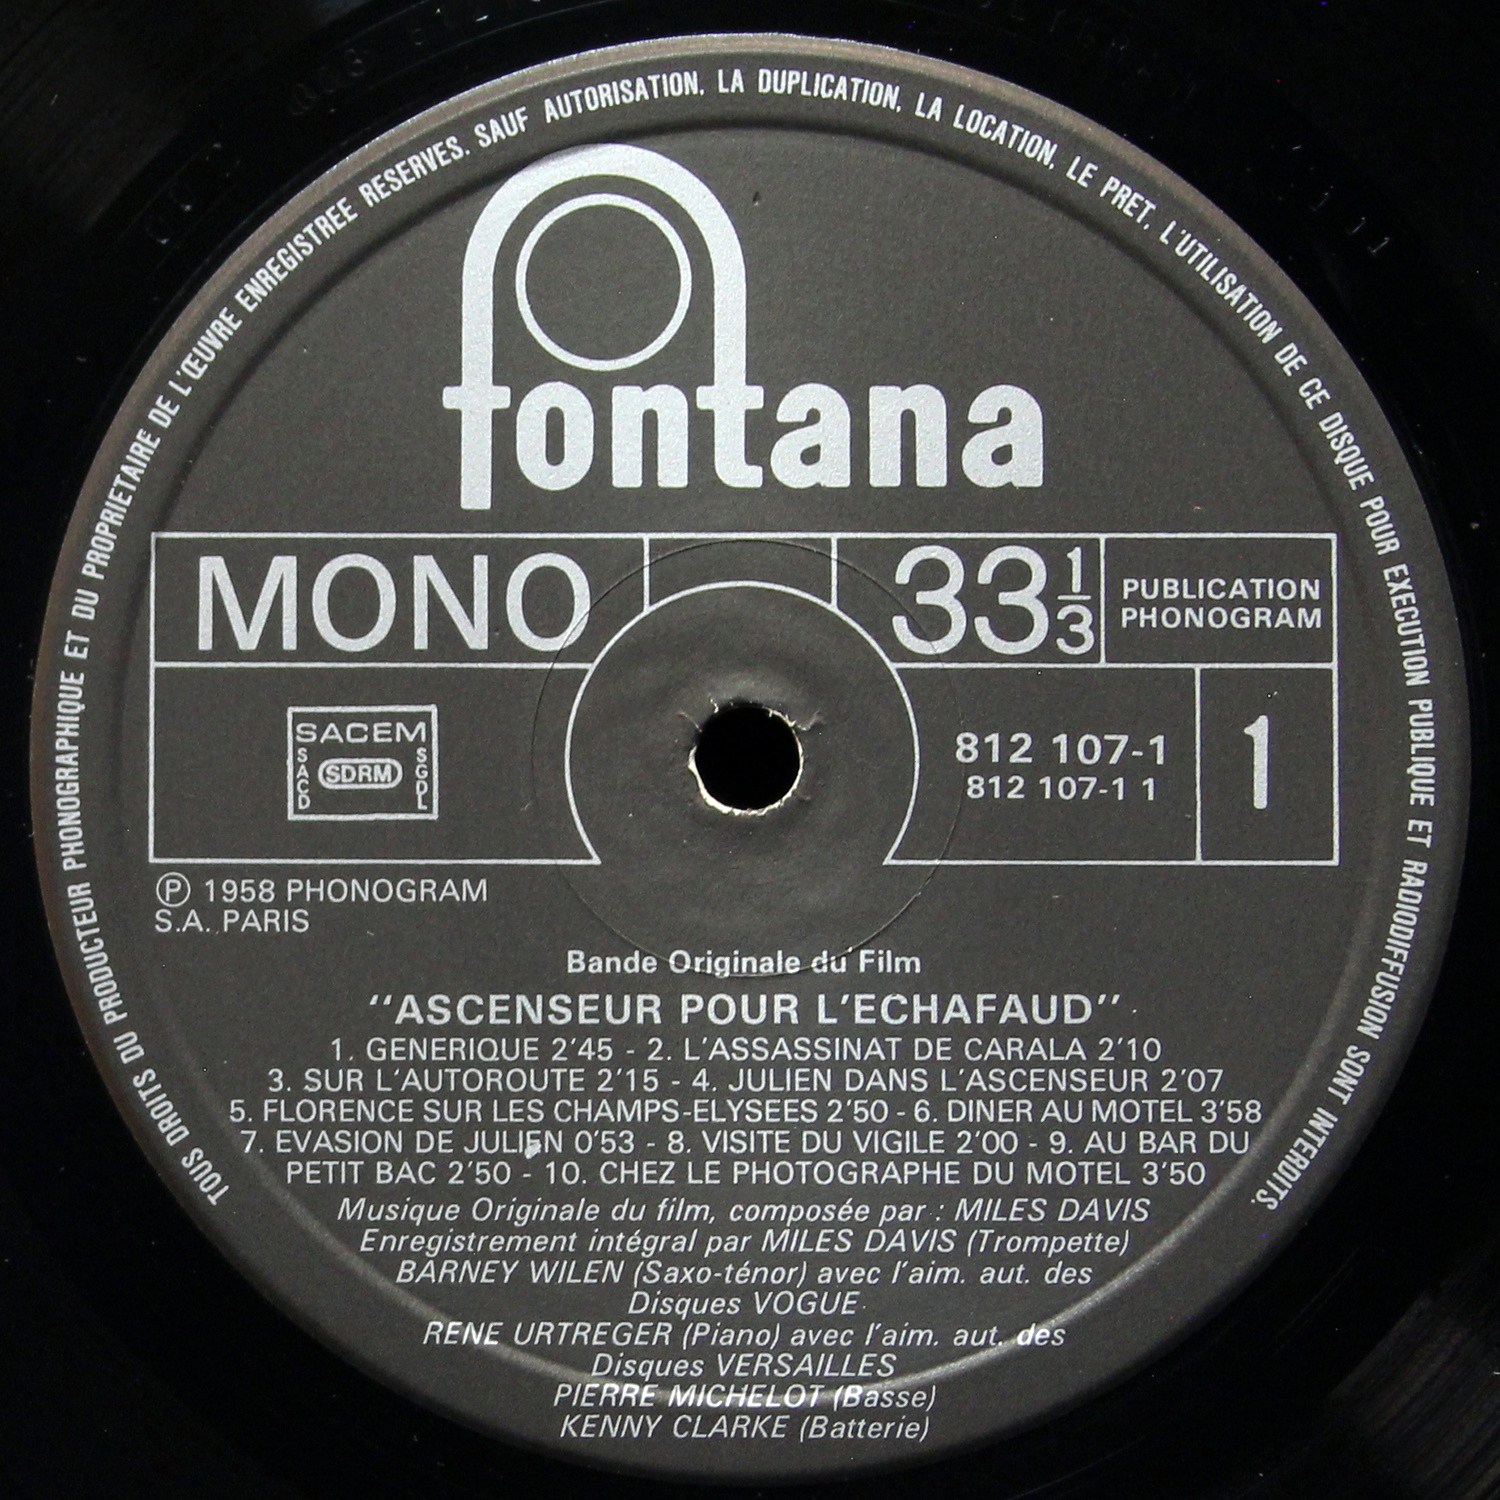 TOUS DROITS DU PRODUCTEUR PHONOGRAPHIQUE ET DU PROPRIETAIRE DE L'ŒUVRE ENREGISTREE RESERVES. SAUF AUTORISATION, LA DUPLICATION, LA LOCATION, LE PRET, L'UTILISATION DE CE DISQUE POUR EXECUTION PUBLIQUE ET RADIODIFFUSION SONT INTERDITS.
fontana
MONO
33 1/3
PUBLICATION
PHONOGRAM
SACEM
SACD
SDRM
SGDL
812 107-1
812 107-1 1
1
Ⓟ 1958 PHONOGRAM
S.A. PARIS
Bande Originale du Film
"ASCENSEUR POUR L'ECHAFAUD"
1. GENERIQUE 2'45 - 2. L'ASSASSINAT DE CARALA 2'10
3. SUR L'AUTOROUTE 2'15 - 4. JULIEN DANS L'ASCENSEUR 2'07
5. FLORENCE SUR LES CHAMPS-ELYSEES 2'50 - 6. DINER AU MOTEL 3'58
7. EVASION DE JULIEN 0'53 - 8. VISITE DU VIGILE 2'00 - 9. AU BAR DU
PETIT BAC 2'50 - 10. CHEZ LE PHOTOGRAPHE DU MOTEL 3'50
Musique Originale du film, composée par : MILES DAVIS
Enregistrement intégral par MILES DAVIS (Trompette)
BARNEY WILEN (Saxo-ténor) avec l'aim. aut. des
Disques VOGUE
RENE URTREGER (Piano) avec l'aim. aut. des
Disques VERSAILLES
PIERRE MICHELOT (Basse)
KENNY CLARKE (Batterie)